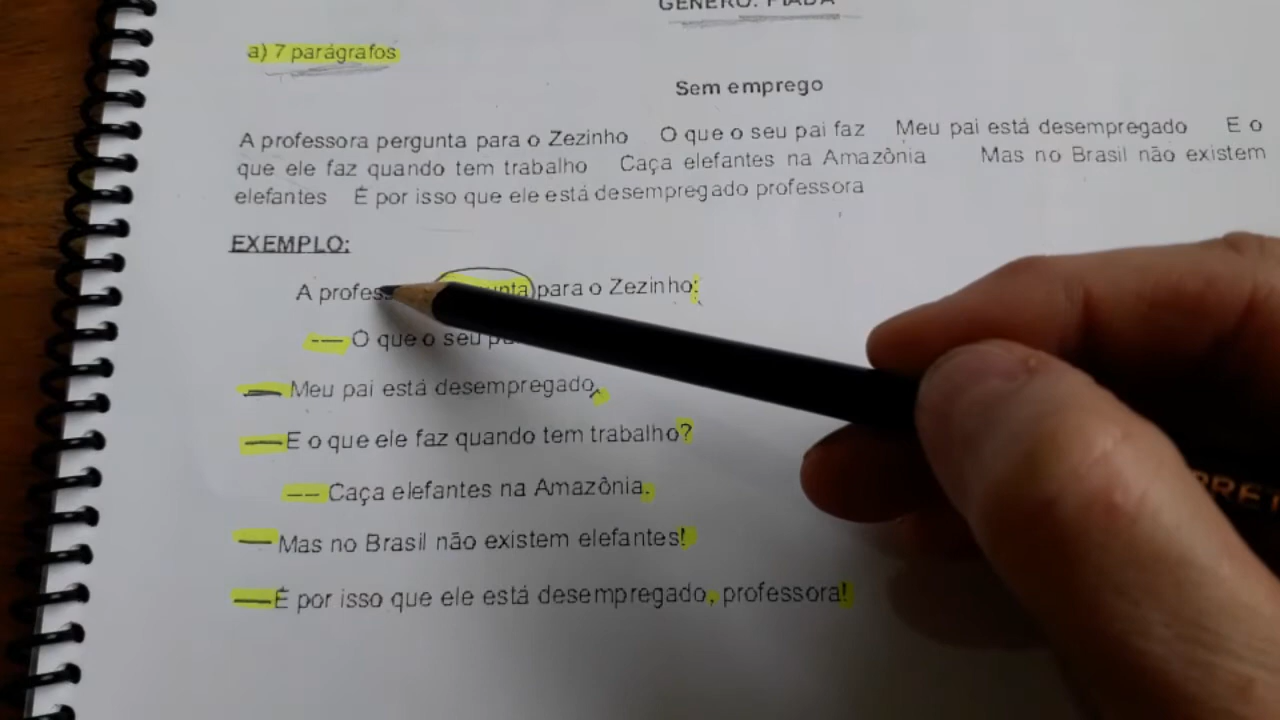 GÊNERO: PIADA
a) 7 parágrafos
Sem emprego
A professora pergunta para o Zezinho O que o seu pai faz Meu pai está desempregado E o
que ele faz quando tem trabalho Caça elefantes na Amazônia Mas no Brasil não existem
elefantes É por isso que ele está desempregado professora
EXEMPLO:
A para o Zezinho:
--- O que o seu
— Meu pai está desempregado.
— E o que ele faz quando tem trabalho?
-- Caça elefantes na Amazônia.
— Mas no Brasil não existem elefantes!
— É por isso que ele está desempregado, professora!